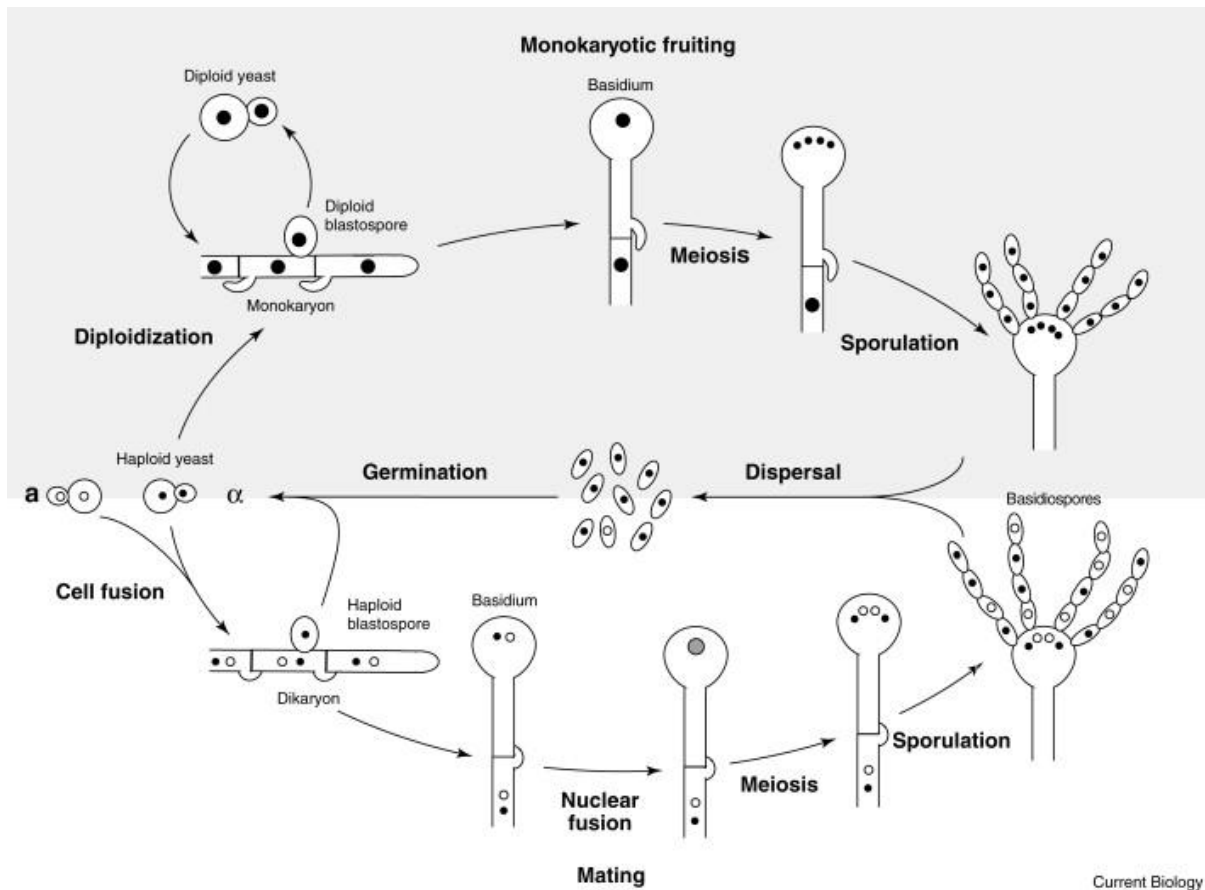 Monokaryotic fruiting
Diploid yeast
Basidium
Diploid
blastospore
Meiosis
Monokaryon
Diploidization
Sporulation
Haploid yeast
Germination
Dispersal
a
α
Basidiospores
Cell fusion
Haploid
blastospore
Basidium
Dikaryon
Sporulation
Meiosis
Nuclear
fusion
Mating
Current Biology